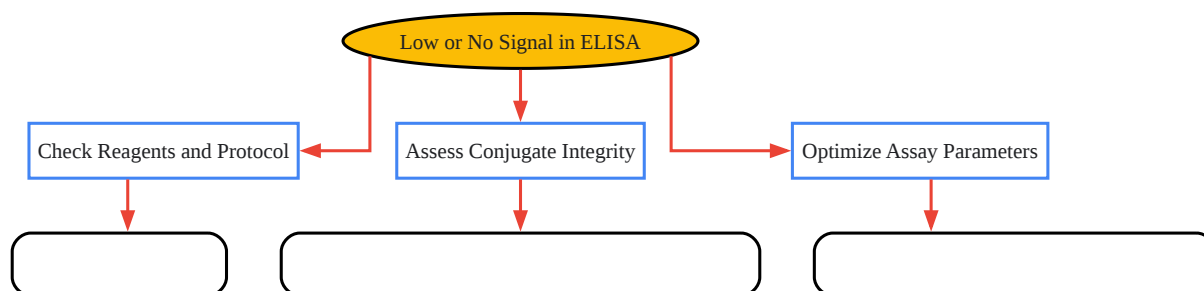 Low or No Signal in ELISA
Check Reagents and Protocol
Assess Conjugate Integrity
Optimize Assay Parameters